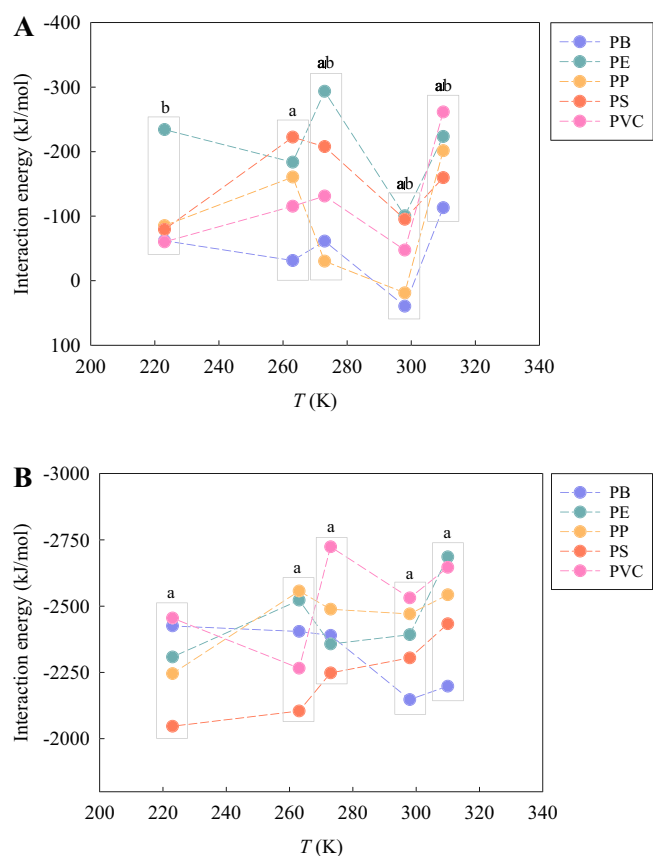 A
-400
-300
-200
-100
0
100
Interaction energy (kJ/mol)
b
a
ab
ab
ab
200 220 240 260 280 300 320 340
T (K)
PB
PE
PP
PS
PVC
B
-3000
-2750
-2500
-2250
-2000
Interaction energy (kJ/mol)
a
a
a
a
a
200 220 240 260 280 300 320 340
T (K)
PB
PE
PP
PS
PVC